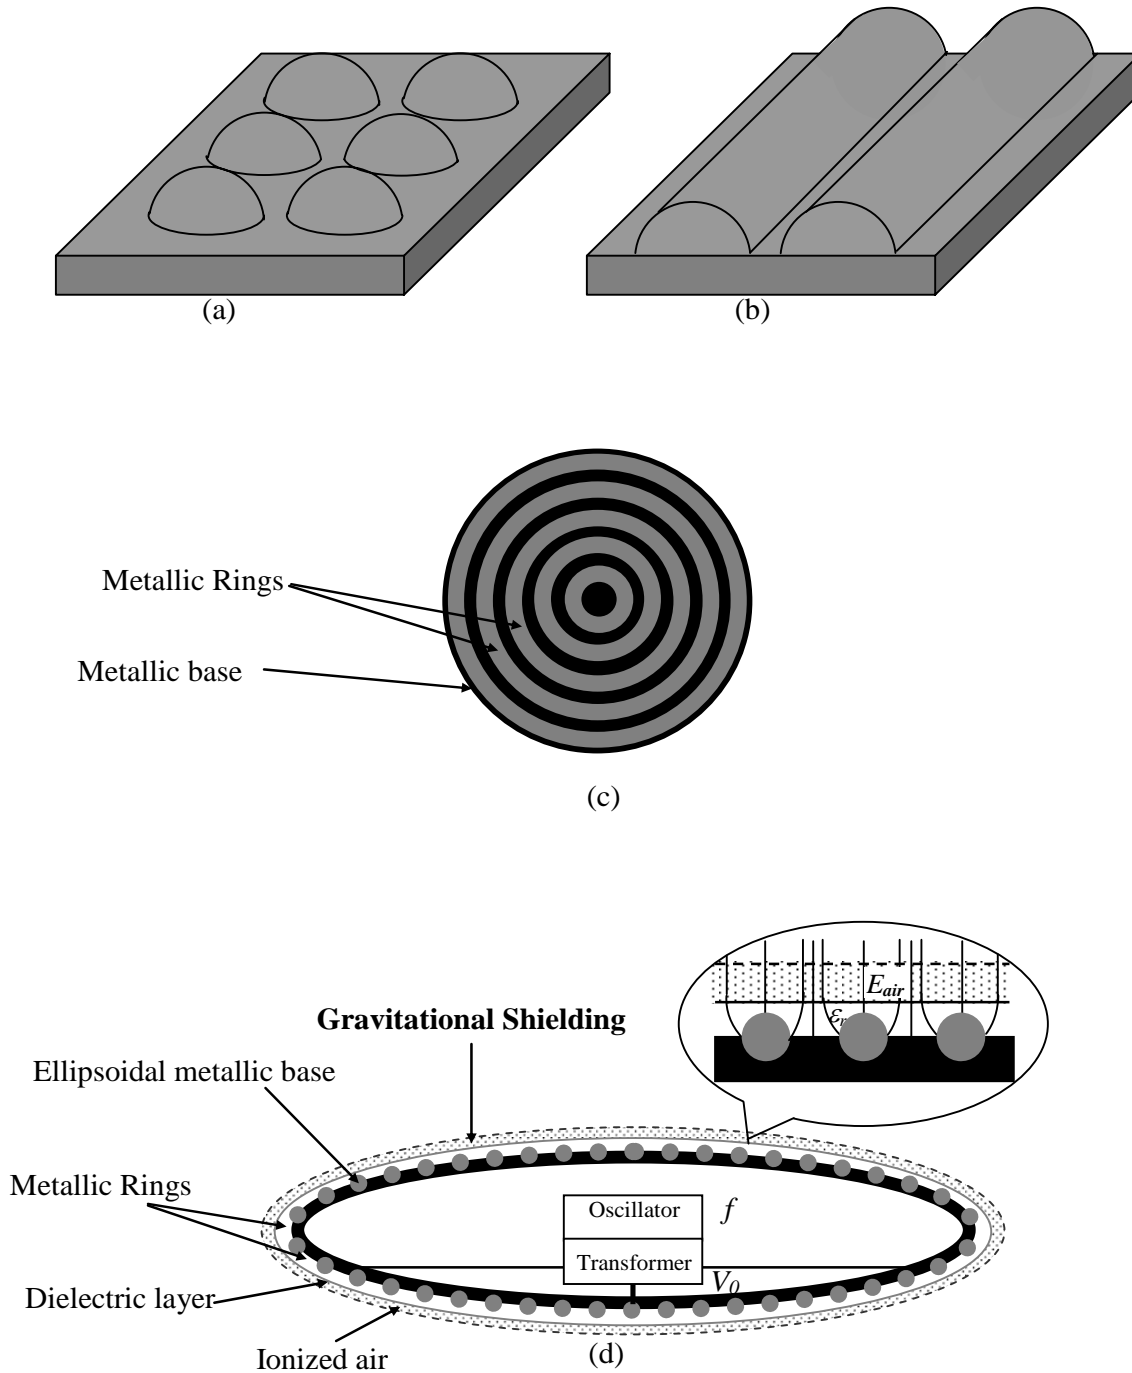 (a)
(b)
Metallic Rings
Metallic base
(c)
E_air
ε_r
Gravitational Shielding
Ellipsoidal metallic base
Metallic Rings
Oscillator
f
Transformer
V_0
Dielectric layer
Ionized air
(d)